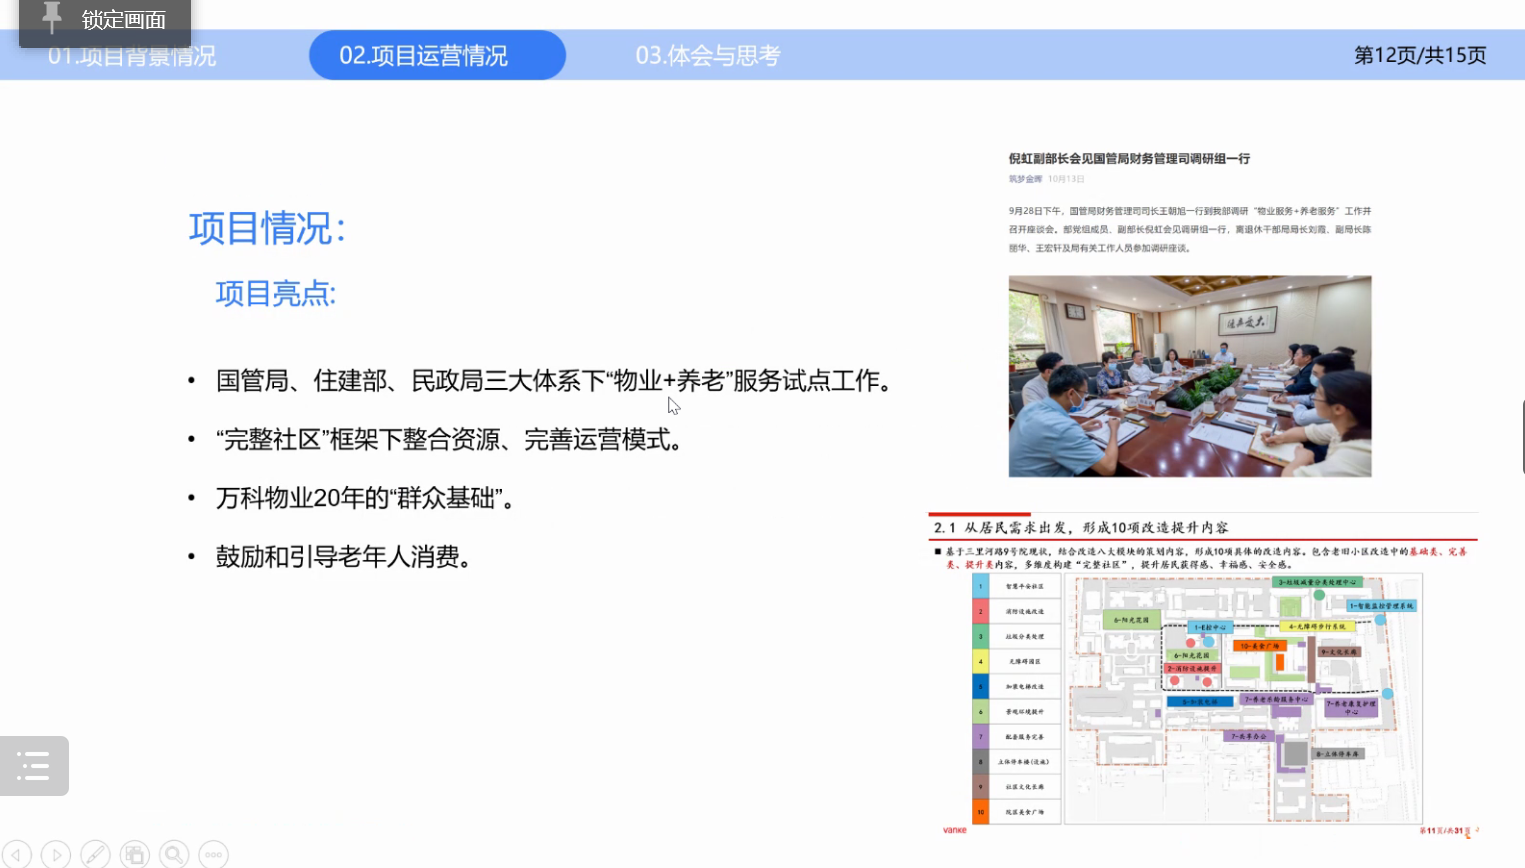 锁定画面
01.项目背景情况
02.项目运营情况
03.体会与思考
第12页/共15页
项目情况：
项目亮点:
• 国管局、住建部、民政局三大体系下“物业+养老”服务试点工作。
• “完整社区”框架下整合资源、完善运营模式。
• 万科物业20年的“群众基础”。
• 鼓励和引导老年人消费。
倪虹副部长会见国管局财务管理司调研组一行
筑梦金晖 10月13日
9月28日下午，国管局财务管理司司长王朝旭一行到我部调研“物业服务+养老服务”工作并
召开座谈会。部党组成员、副部长倪虹会见调研组一行，离退休干部局局长刘霞、副局长陈
丽华、王宏轩及局有关工作人员参加调研座谈。
2.1 从居民需求出发，形成10项改造提升内容
■ 基于三里河路9号院现状，结合改造八大模块的策划内容，形成10项具体的改造内容。包含老旧小区改造中的基础类、完善
类、提升类内容，多维度构建“完整社区”，提升居民获得感、幸福感、安全感。
1 智慧平安社区
2 消防设施改造
3 垃圾分类处理
4 无障碍园区
5 加装电梯改造
6 景观环境提升
7 配套服务完善
8 立体停车楼(设施)
9 社区文化长廊
10 院区美食广场
3-垃圾减量分类处理中心
1-智能监控管理系统
6-阳光花园
1-E控中心
4-无障碍步行系统
10-美食广场
9-文化长廊
6-阳光花园
2-消防设施提升
7-养老养龄服务中心
7-养老康复护理
中心
7-共享办公
8-立体停车库
vanke
第11页/共31页